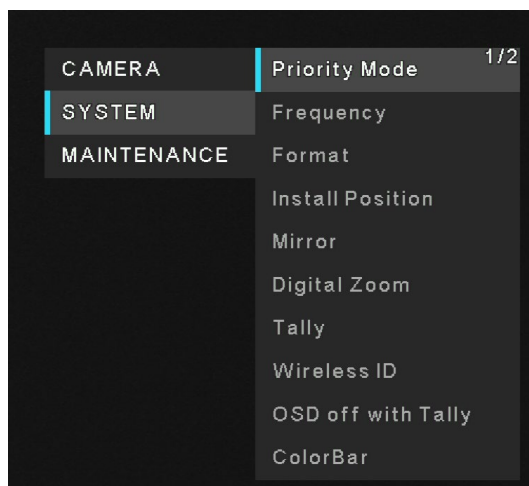 CAMERA
SYSTEM
MAINTENANCE
1/2
Priority Mode
Frequency
Format
Install Position
Mirror
Digital Zoom
Tally
Wireless ID
OSD off with Tally
ColorBar